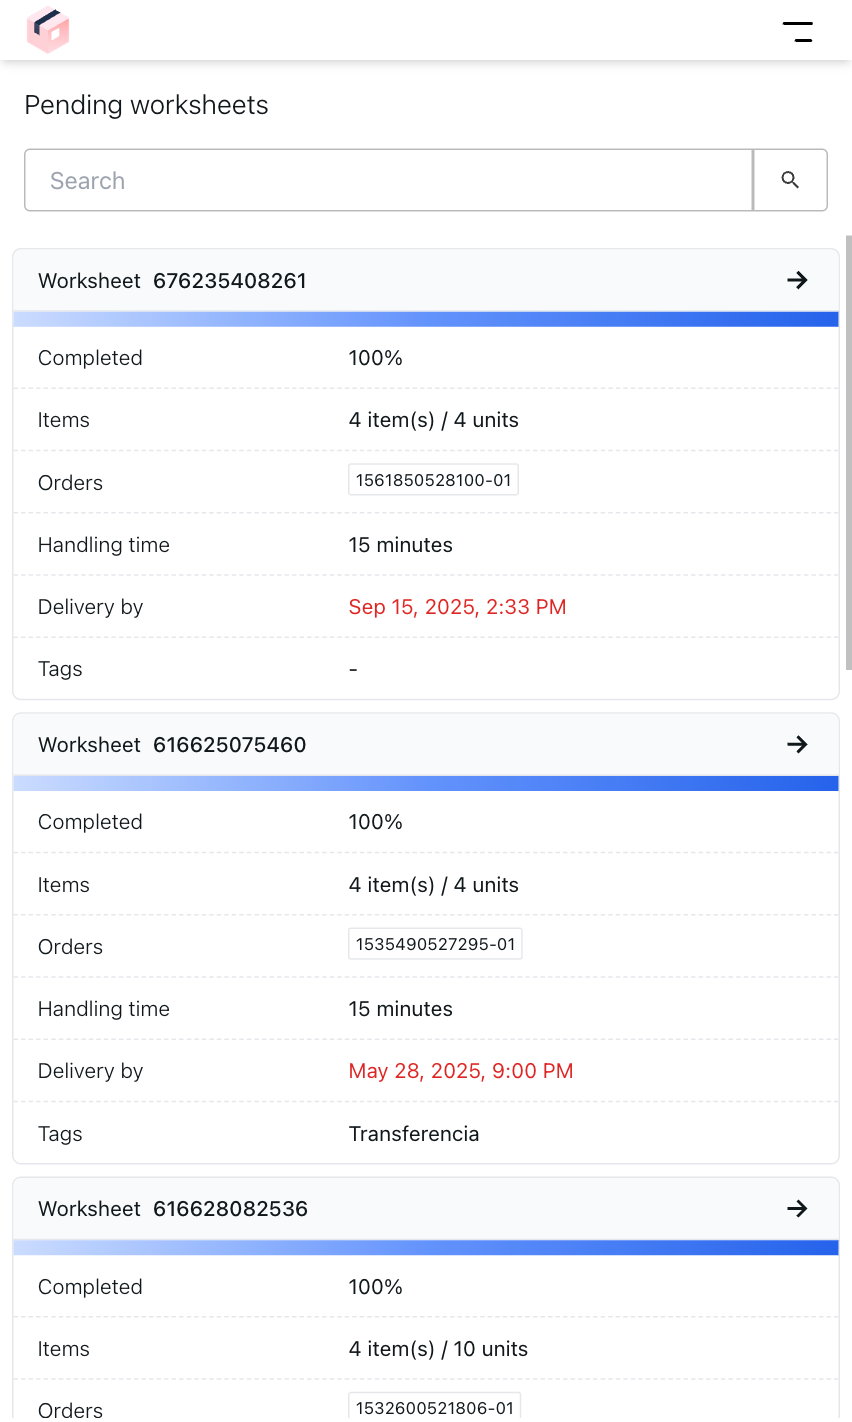 Pending worksheets
Search
Worksheet 676235408261
Completed 100%
Items 4 item(s) / 4 units
Orders 1561850528100-01
Handling time 15 minutes
Delivery by Sep 15, 2025, 2:33 PM
Tags -
Worksheet 616625075460
Completed 100%
Items 4 item(s) / 4 units
Orders 1535490527295-01
Handling time 15 minutes
Delivery by May 28, 2025, 9:00 PM
Tags Transferencia
Worksheet 616628082536
Completed 100%
Items 4 item(s) / 10 units
Orders 1532600521806-01